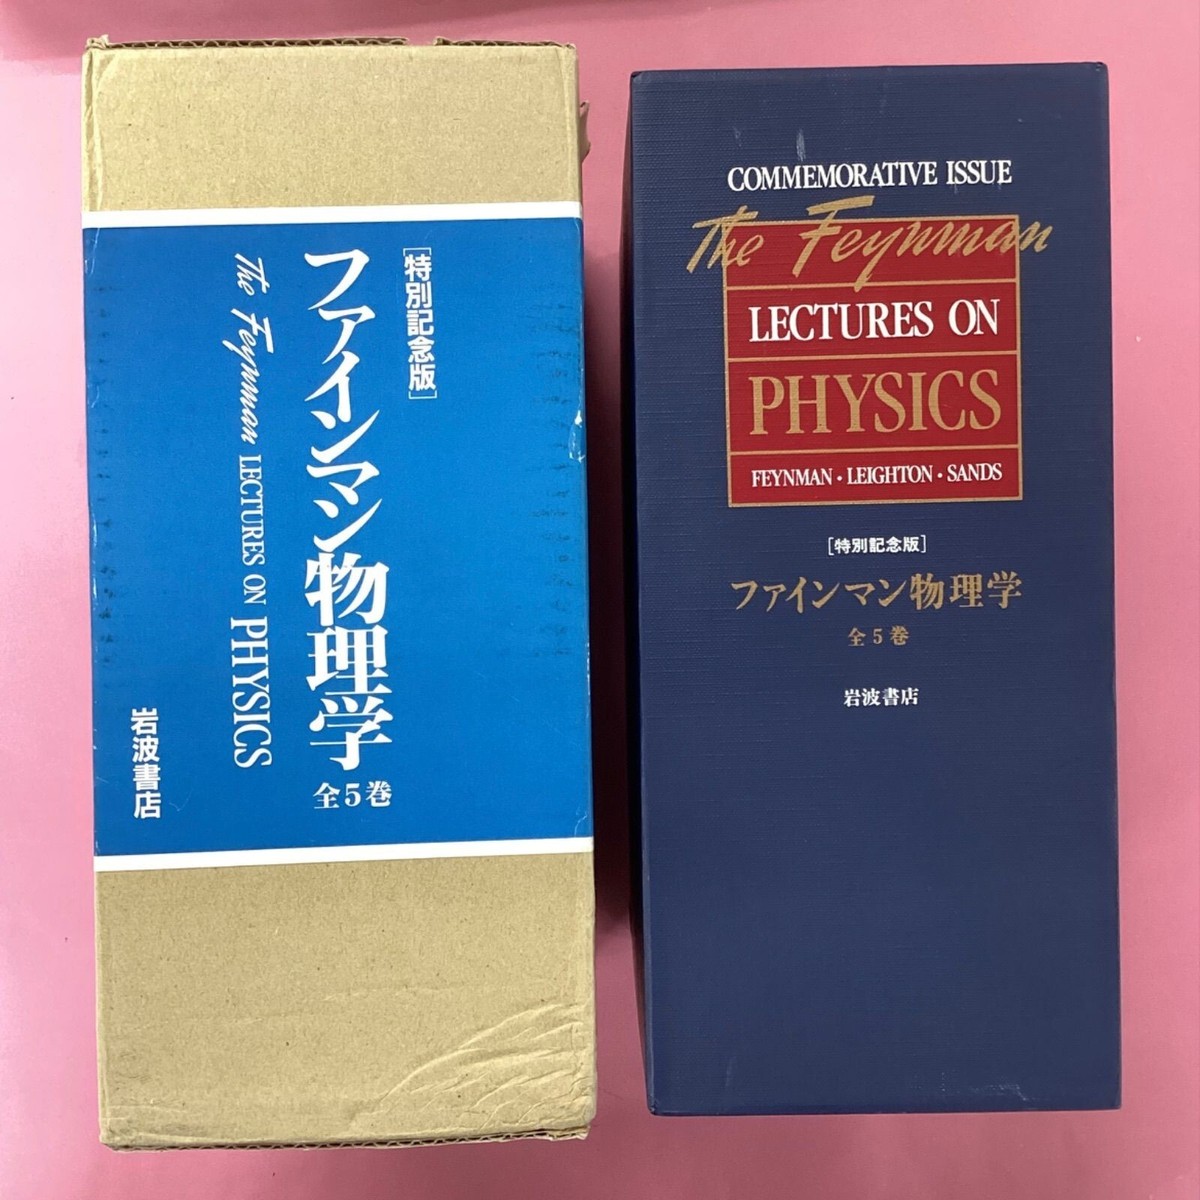 [特別記念版]
ファインマン物理学
全5巻
The Feynman LECTURES ON PHYSICS
岩波書店
COMMEMORATIVE ISSUE
The Feynman
LECTURES ON
PHYSICS
FEYNMAN・LEIGHTON・SANDS
[特別記念版]
ファインマン物理学
全5巻
岩波書店